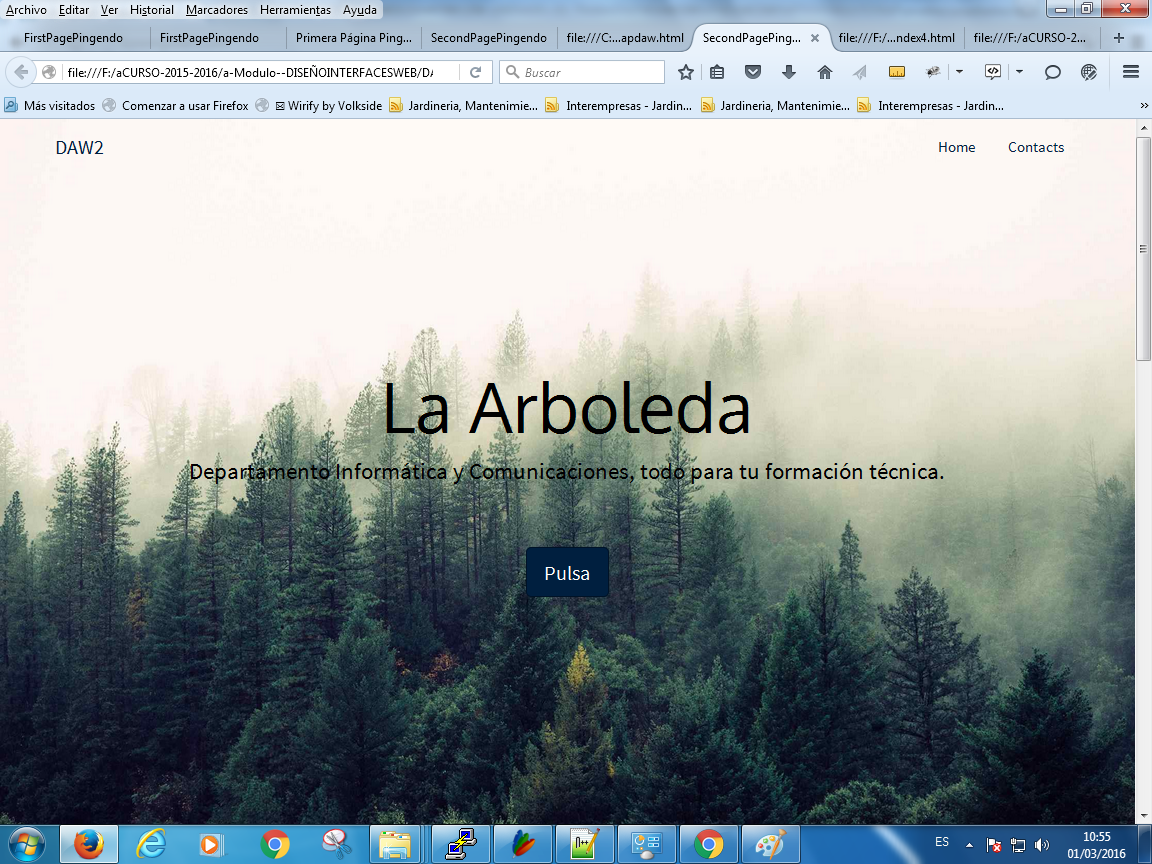 Archivo Editar Ver Historial Marcadores Herramientas Ayuda
FirstPagePingendo FirstPagePingendo Primera Página Ping... SecondPagePingendo file:///C:...apdaw.html SecondPagePing... file:///F:/...ndex4.html file:///F:/aCURSO-2...
file:///F:/aCURSO-2015-2016/a-Modulo--DISEÑOINTERFACESWEB/DA Buscar
Más visitados Comenzar a usar Firefox Wirify by Volkside Jardineria, Mantenimie... Interempresas - Jardin... Jardineria, Mantenimie... Interempresas - Jardin...
DAW2 Home Contacts
La Arboleda
Departamento Informática y Comunicaciones, todo para tu formación técnica.
Pulsa
ES 10:55
01/03/2016